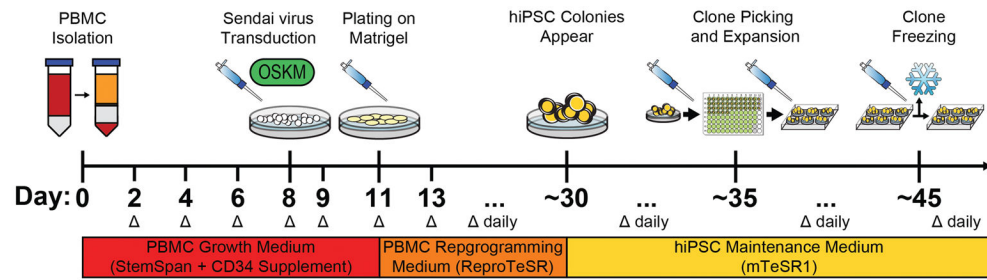 PBMC
Isolation
Sendai virus
Transduction
Plating on
Matrigel
hiPSC Colonies
Appear
Clone Picking
and Expansion
Clone
Freezing
OSKM
Day: 0 2 4 6 8 9 11 13 ... ~30 ... ~35 ... ~45
Δ Δ Δ Δ Δ Δ Δ Δ daily Δ daily Δ daily Δ daily
PBMC Growth Medium
(StemSpan + CD34 Supplement)
PBMC Repgrogramming
Medium (ReproTeSR)
hiPSC Maintenance Medium
(mTeSR1)